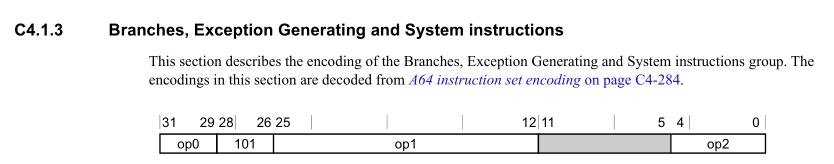 C4.1.3 Branches, Exception Generating and System instructions
This section describes the encoding of the Branches, Exception Generating and System instructions group. The
encodings in this section are decoded from A64 instruction set encoding on page C4-284.
31 29 28 26 25 12 11 5 4 0
op0 101 op1 op2